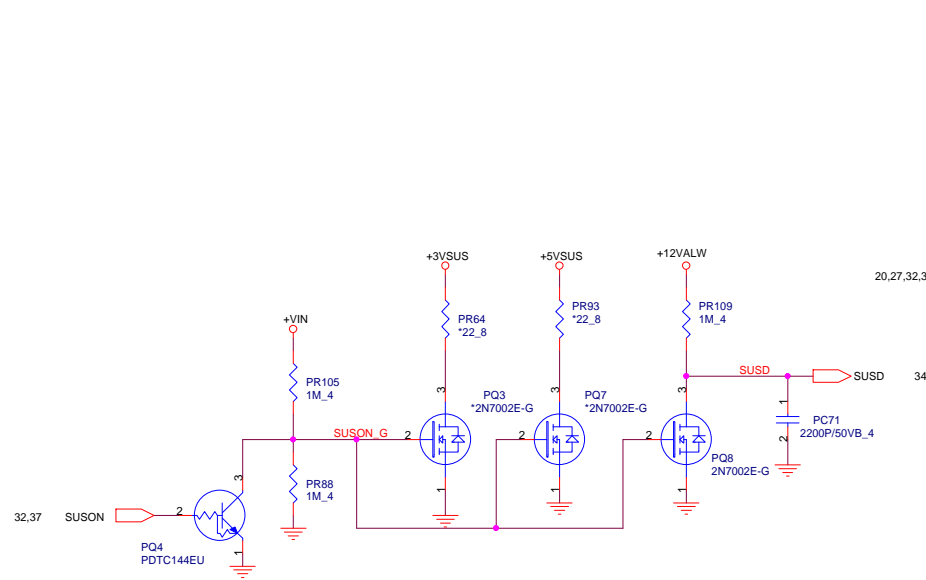 +3VSUS
+5VSUS
+12VALW
20,27,32,3
PR64
*22_8
PR93
*22_8
PR109
1M_4
+VIN
PR105
1M_4
SUSD
SUSD
34
3
3
3
PQ3
*2N7002E-G
PQ7
*2N7002E-G
1
PC71
2200P/50VB_4
2
SUSON_G
2
2
2
PQ8
2N7002E-G
3
PR88
1M_4
1
1
1
32,37
SUSON
2
PQ4
PDTC144EU
1